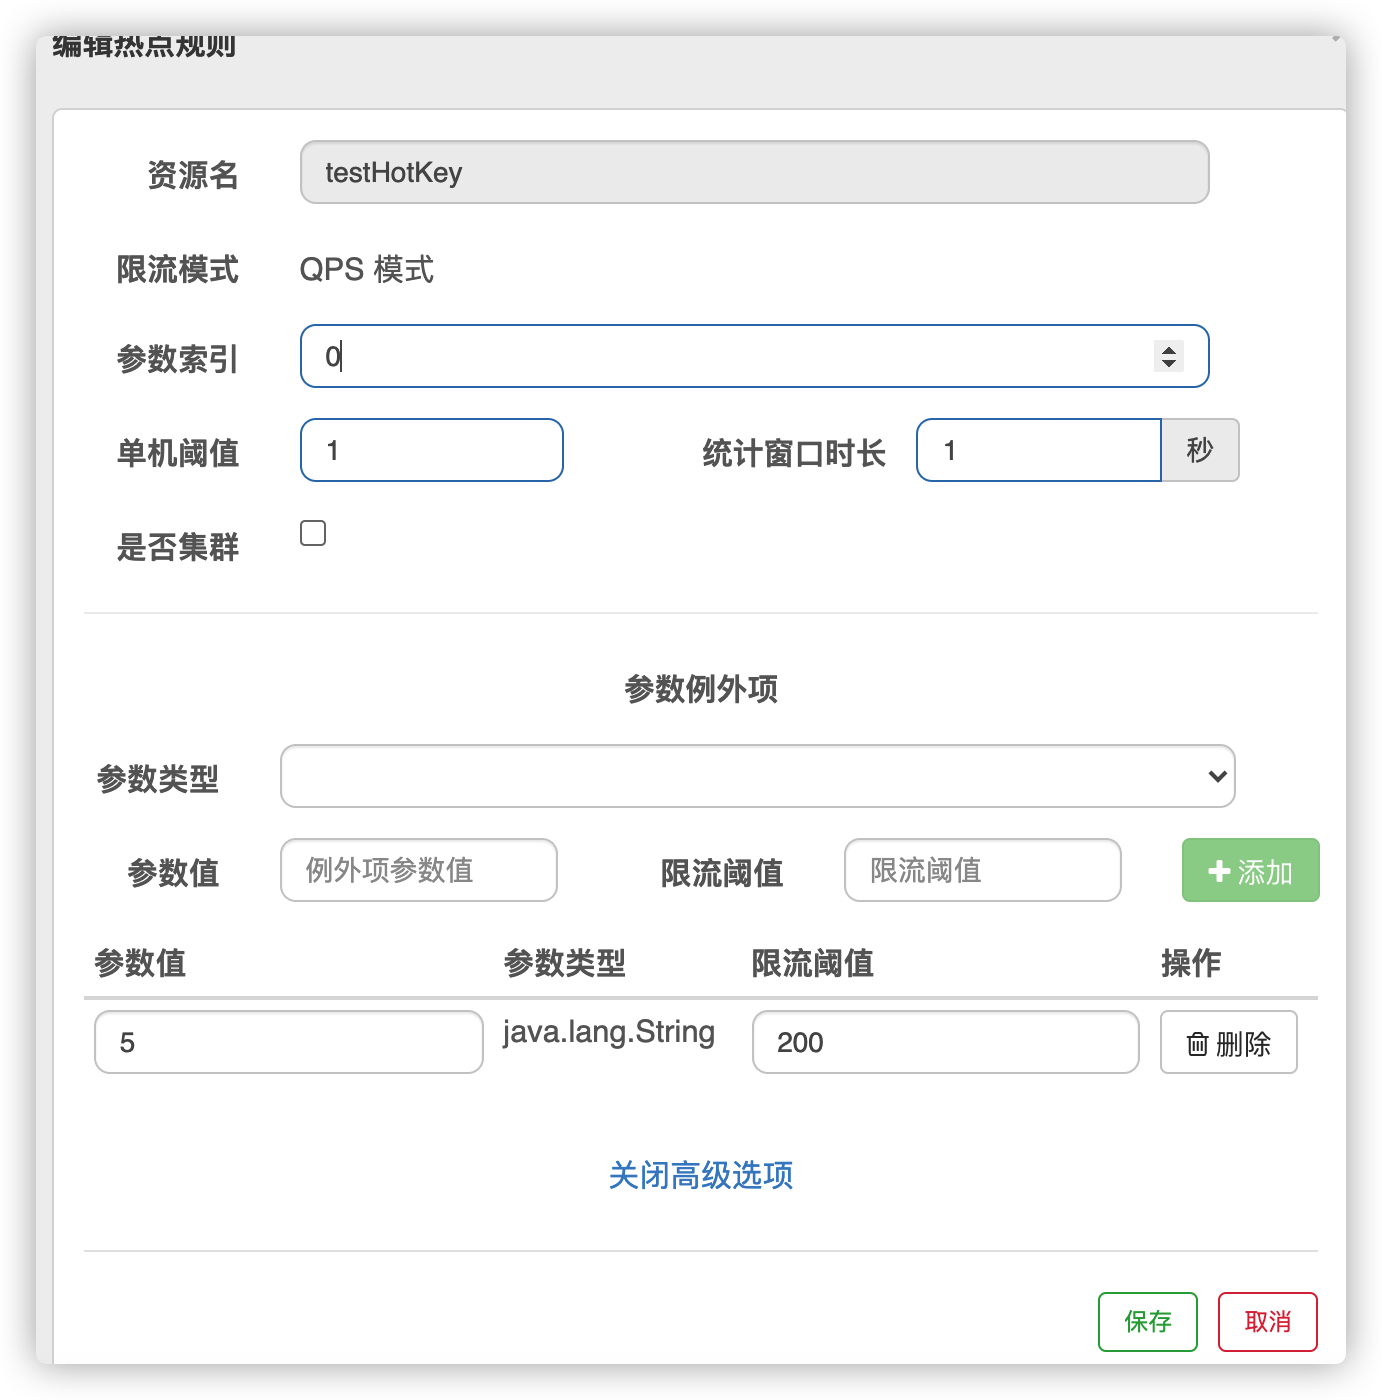 编辑热点规则
资源名 testHotKey
限流模式 QPS 模式
参数索引 0
单机阈值 1 统计窗口时长 1 秒
是否集群
参数例外项
参数类型
参数值 例外项参数值 限流阈值 限流阈值 添加
参数值 参数类型 限流阈值 操作
5 java.lang.String 200 删除
关闭高级选项
保存 取消